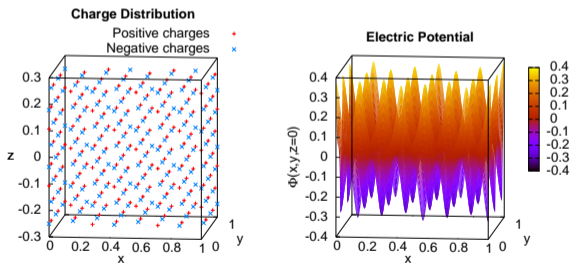 Charge Distribution
Positive charges
Negative charges
0.3
0.2
0.1
0
-0.1
-0.2
-0.3
z
0 0.2 0.4 0.6 0.8 1
x
0
1
y
Electric Potential
0.4
0.3
0.2
0.1
0
-0.1
-0.2
-0.3
-0.4
Φ(x,y,z=0)
0 0.2 0.4 0.6 0.8 1
x
0
1
y
0.4
0.4
0.3
0.2
0.1
0
-0.1
-0.2
-0.3
-0.4